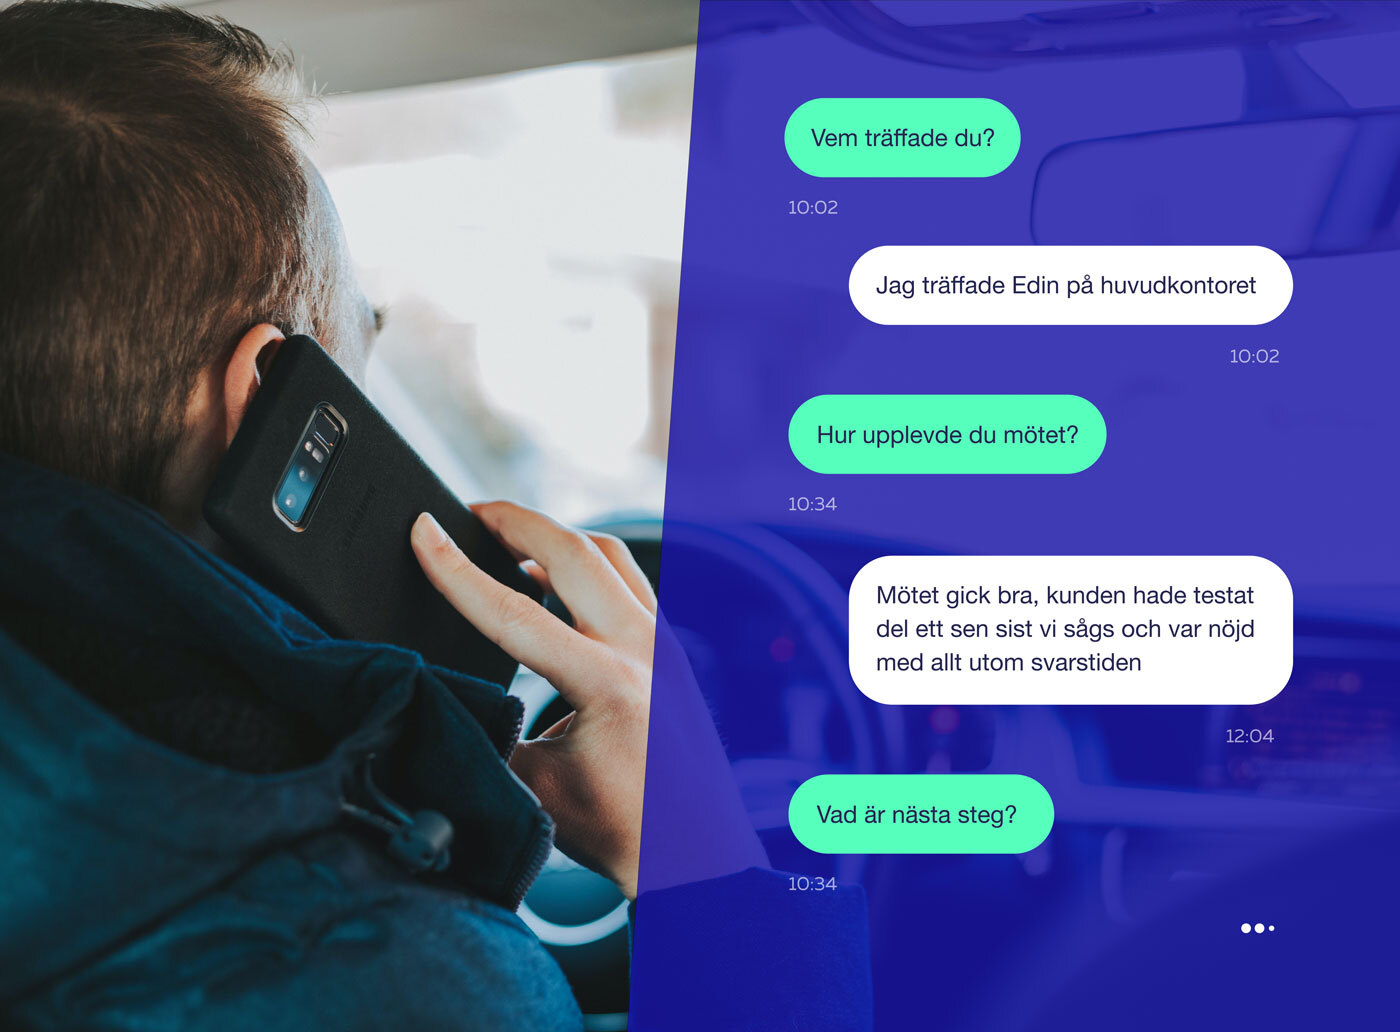 Vem träffade du?
10:02
Jag träffade Edin på huvudkontoret
10:02
Hur upplevde du mötet?
10:34
Mötet gick bra, kunden hade testat
del ett sen sist vi sågs och var nöjd
med allt utom svarstiden
12:04
Vad är nästa steg?
10:34